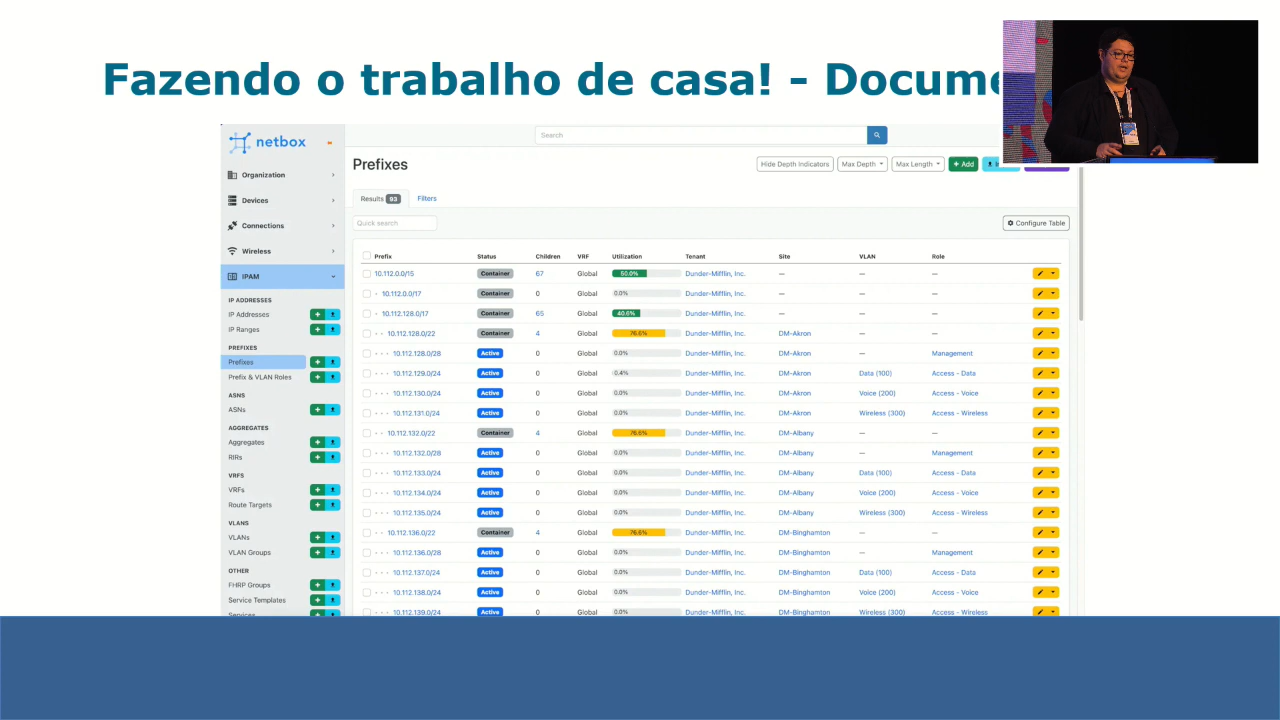 Fazendo o trabalho de casa! - Docume
netbox
Search
Organization
Devices
Connections
Wireless
IPAM
IP ADDRESSES
IP Addresses
IP Ranges
PREFIXES
Prefixes
Prefix & VLAN Roles
ASNS
ASNs
AGGREGATES
Aggregates
RIRs
VRFS
VRFs
Route Targets
VLANS
VLANs
VLAN Groups
OTHER
FHRP Groups
Service Templates
Services
Prefixes
Hide Depth Indicators Max Depth Max Length + Add
Results 93 Filters
Quick search Configure Table
Prefix Status Children VRF Utilization Tenant Site VLAN Role
10.112.0.0/15 Container 67 Global 50.0% Dunder-Mifflin, Inc. — — —
10.112.0.0/17 Container 0 Global 0.0% Dunder-Mifflin, Inc. — — —
10.112.128.0/17 Container 65 Global 40.6% Dunder-Mifflin, Inc. — — —
10.112.128.0/22 Container 4 Global 76.6% Dunder-Mifflin, Inc. DM-Akron — —
10.112.128.0/28 Active 0 Global 0.0% Dunder-Mifflin, Inc. DM-Akron — Management
10.112.129.0/24 Active 0 Global 0.4% Dunder-Mifflin, Inc. DM-Akron Data (100) Access - Data
10.112.130.0/24 Active 0 Global 0.0% Dunder-Mifflin, Inc. DM-Akron Voice (200) Access - Voice
10.112.131.0/24 Active 0 Global 0.0% Dunder-Mifflin, Inc. DM-Akron Wireless (300) Access - Wireless
10.112.132.0/22 Container 4 Global 76.6% Dunder-Mifflin, Inc. DM-Albany — —
10.112.132.0/28 Active 0 Global 0.0% Dunder-Mifflin, Inc. DM-Albany — Management
10.112.133.0/24 Active 0 Global 0.0% Dunder-Mifflin, Inc. DM-Albany Data (100) Access - Data
10.112.134.0/24 Active 0 Global 0.0% Dunder-Mifflin, Inc. DM-Albany Voice (200) Access - Voice
10.112.135.0/24 Active 0 Global 0.0% Dunder-Mifflin, Inc. DM-Albany Wireless (300) Access - Wireless
10.112.136.0/22 Container 4 Global 76.6% Dunder-Mifflin, Inc. DM-Binghamton — —
10.112.136.0/28 Active 0 Global 0.0% Dunder-Mifflin, Inc. DM-Binghamton — Management
10.112.137.0/24 Active 0 Global 0.0% Dunder-Mifflin, Inc. DM-Binghamton Data (100) Access - Data
10.112.138.0/24 Active 0 Global 0.0% Dunder-Mifflin, Inc. DM-Binghamton Voice (200) Access - Voice
10.112.139.0/24 Active 0 Global 0.0% Dunder-Mifflin, Inc. DM-Binghamton Wireless (300) Access - Wireless